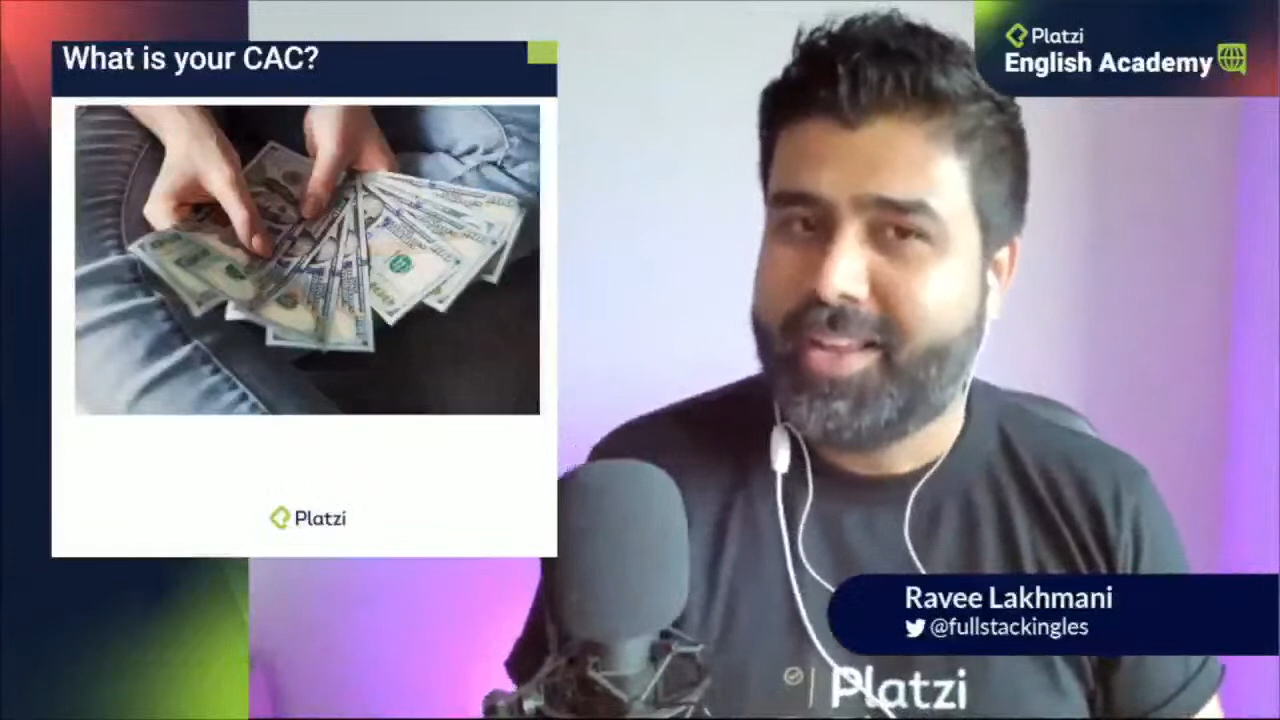 What is your CAC?
Platzi
Platzi
English Academy
Ravee Lakhmani
@fullstackingles
Platzi